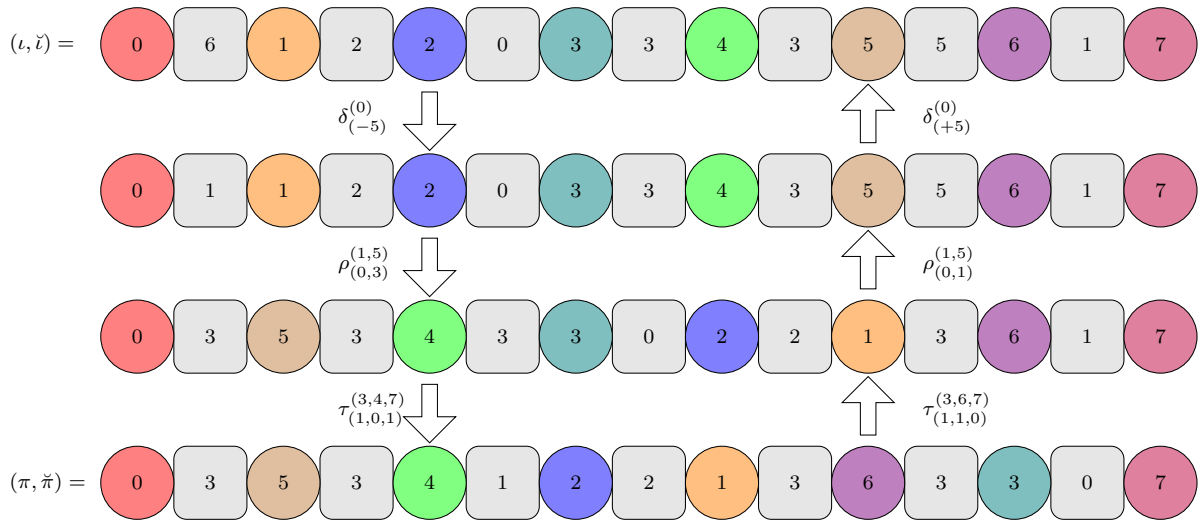 (ι, ῐ) = 0 6 1 2 2 0 3 3 4 3 5 5 6 1 7
δ^{(0)}_{(−5)} δ^{(0)}_{(+5)}
0 1 1 2 2 0 3 3 4 3 5 5 6 1 7
ρ^{(1,5)}_{(0,3)} ρ^{(1,5)}_{(0,1)}
0 3 5 3 4 3 3 0 2 2 1 3 6 1 7
τ^{(3,4,7)}_{(1,0,1)} τ^{(3,6,7)}_{(1,1,0)}
(π, π̆) = 0 3 5 3 4 1 2 2 1 3 6 3 3 0 7